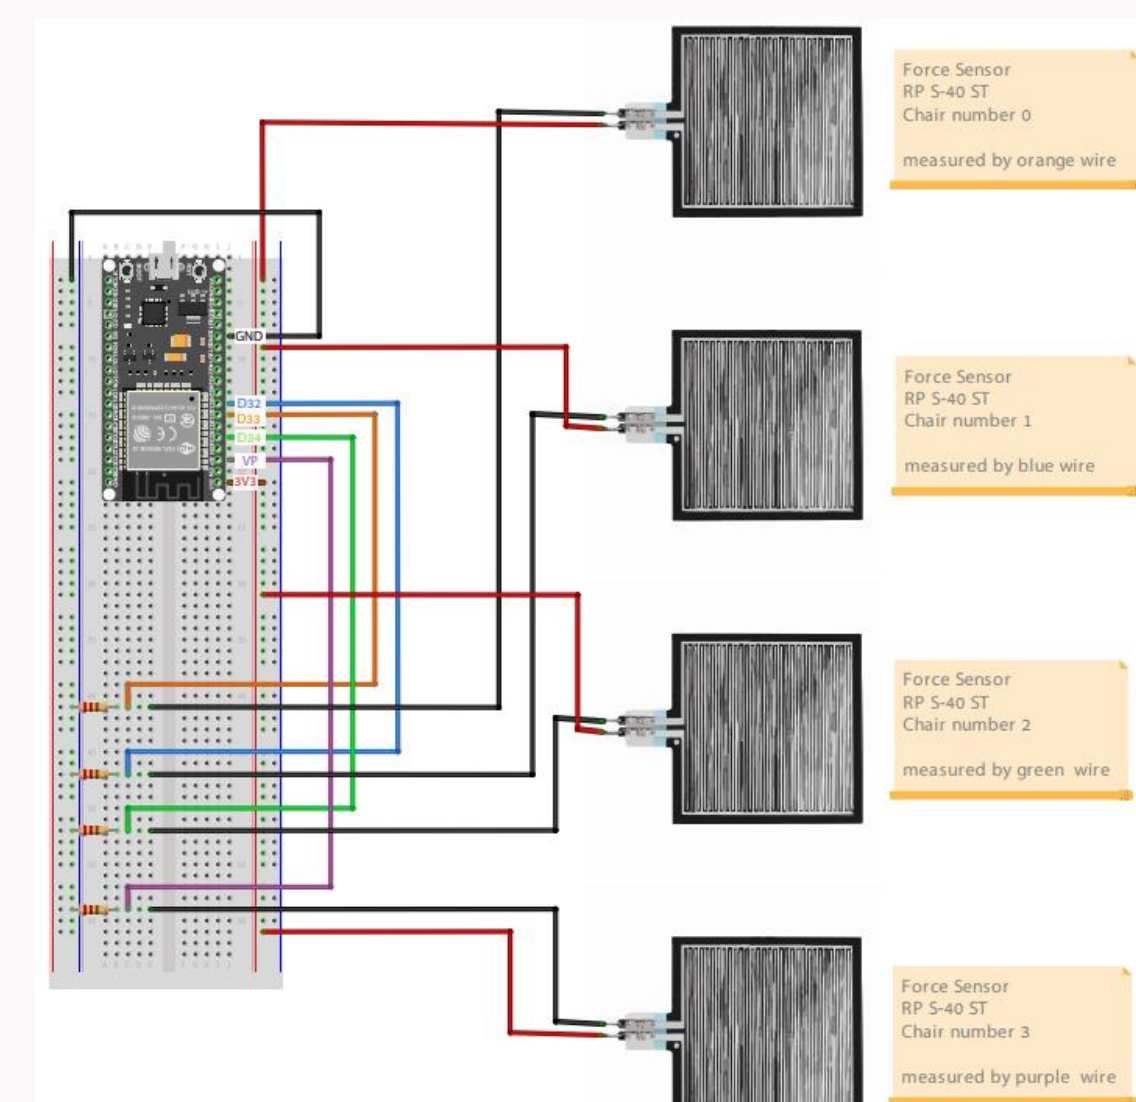 Force Sensor
RP S-40 ST
Chair number 0
measured by orange wire
GND
Force Sensor
RP S-40 ST
Chair number 1
measured by blue wire
D32
D33
D34
VP
3V3
Force Sensor
RP S-40 ST
Chair number 2
measured by green wire
Force Sensor
RP S-40 ST
Chair number 3
measured by purple wire